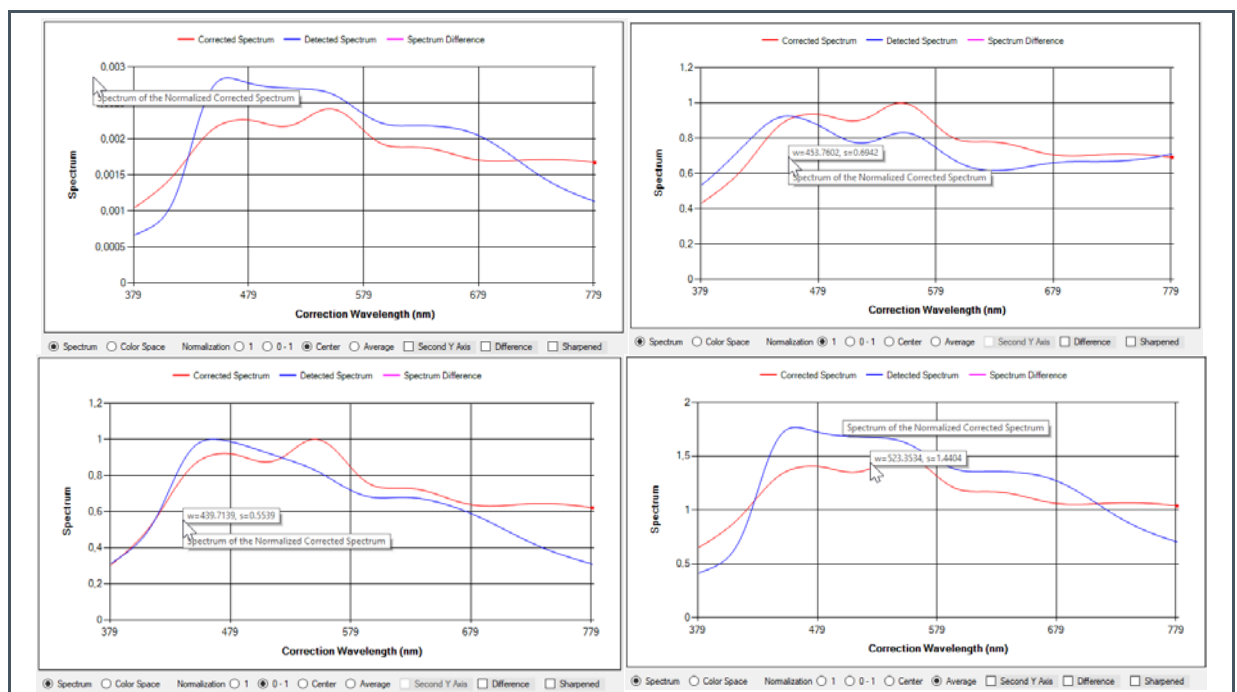 Corrected Spectrum Detected Spectrum Spectrum Difference
0,003
Spectrum of the Normalized Corrected Spectrum
0,002
0,0015
0,001
0,0005
0
379 479 579 679 779
Spectrum
Correction Wavelength (nm)
Spectrum Color Space Normalization 1 0 - 1 Center Average Second Y Axis Difference Sharpened
Corrected Spectrum Detected Spectrum Spectrum Difference
1.2
1
0.8
w=453.7602, s=0.6942
Spectrum of the Normalized Corrected Spectrum
0.6
0.4
0.2
0
379 479 579 679 779
Spectrum
Correction Wavelength (nm)
Spectrum Color Space Normalization 1 0 - 1 Center Average Second Y Axis Difference Sharpened
Corrected Spectrum Detected Spectrum Spectrum Difference
1,2
1
0,8
0,6
w=439.7139, s=0.5539
Spectrum of the Normalized Corrected Spectrum
0,4
0,2
0
379 479 579 679 779
Spectrum
Correction Wavelength (nm)
Spectrum Color Space Normalization 1 0 - 1 Center Average Second Y Axis Difference Sharpened
Corrected Spectrum Detected Spectrum Spectrum Difference
2
Spectrum of the Normalized Corrected Spectrum
1.5
w=523.3534, s=1.4404
1
0.5
0
379 479 579 679 779
Spectrum
Correction Wavelength (nm)
Spectrum Color Space Normalization 1 0 - 1 Center Average Second Y Axis Difference Sharpened